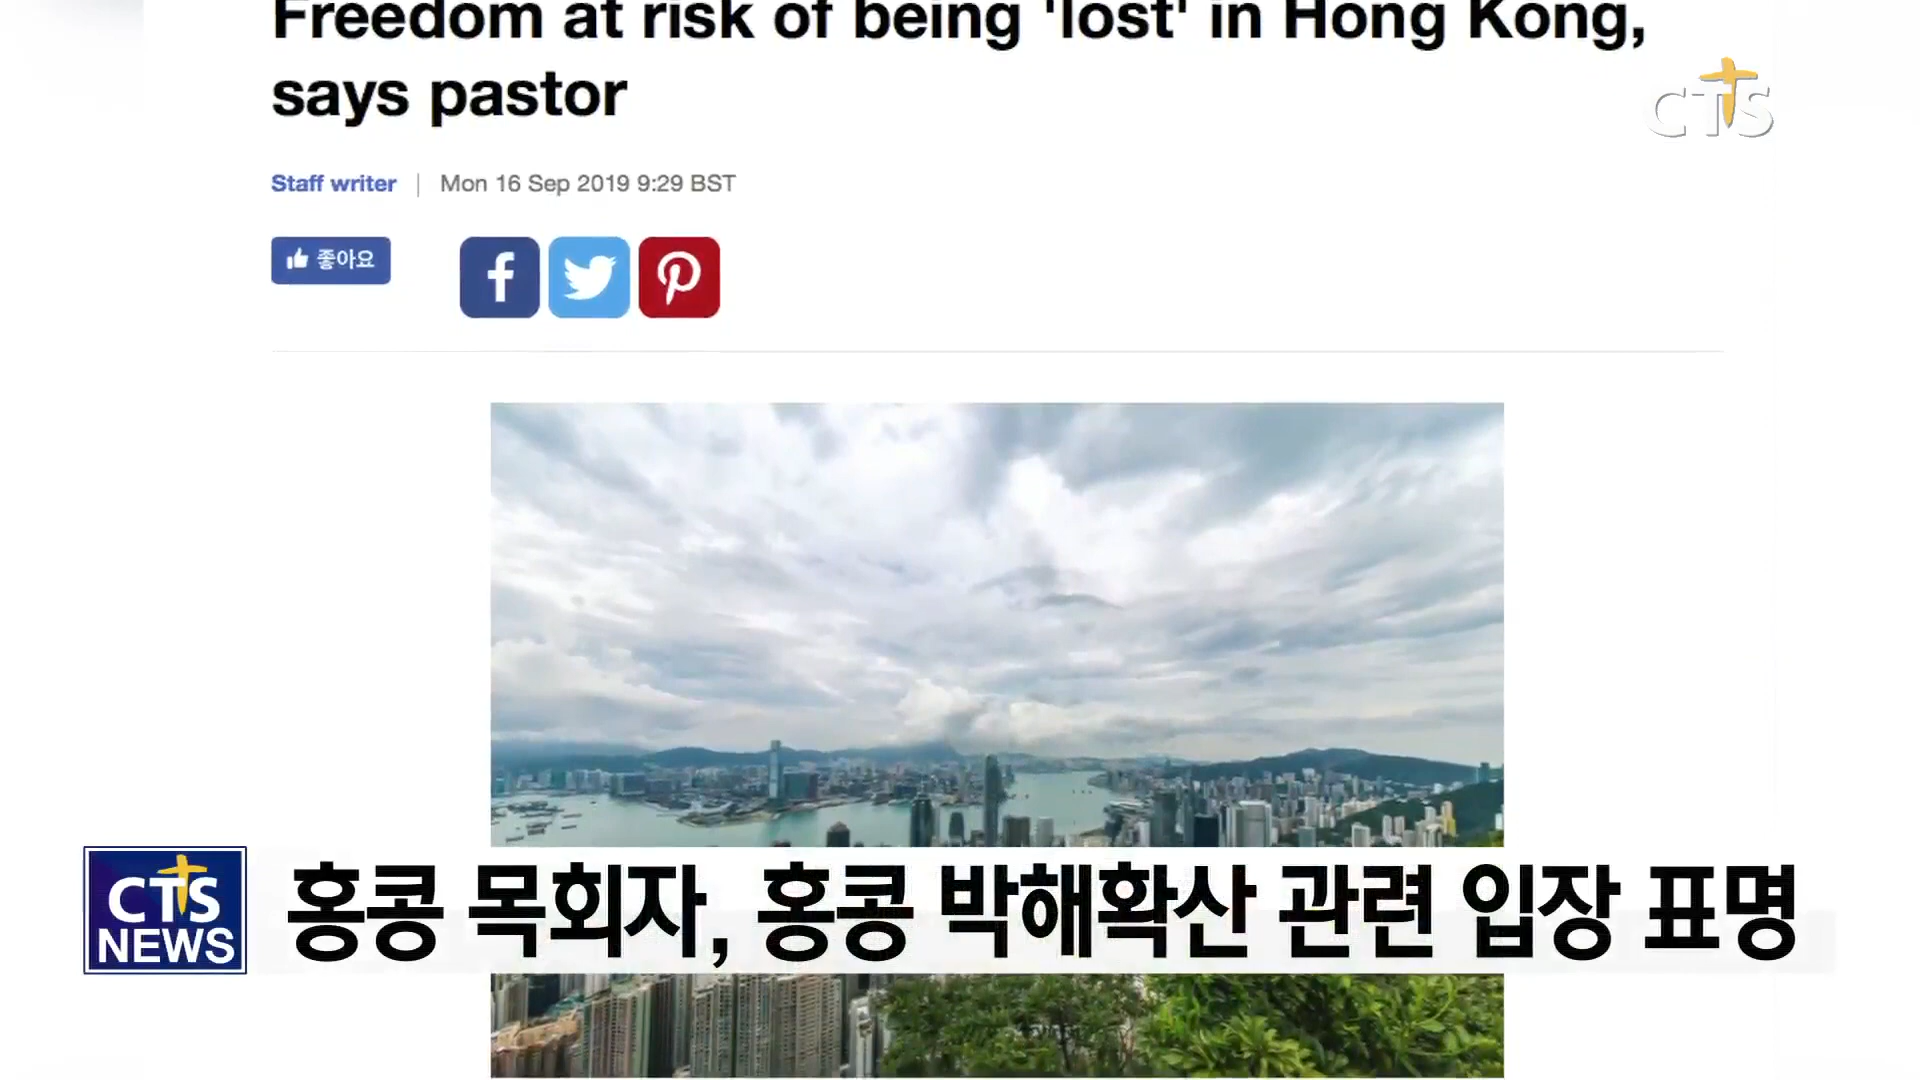 Freedom at risk of being 'lost' in Hong Kong,
says pastor
CTS
Staff writer | Mon 16 Sep 2019 9:29 BST
좋아요
CTS
NEWS
홍콩 목회자, 홍콩 박해확산 관련 입장 표명